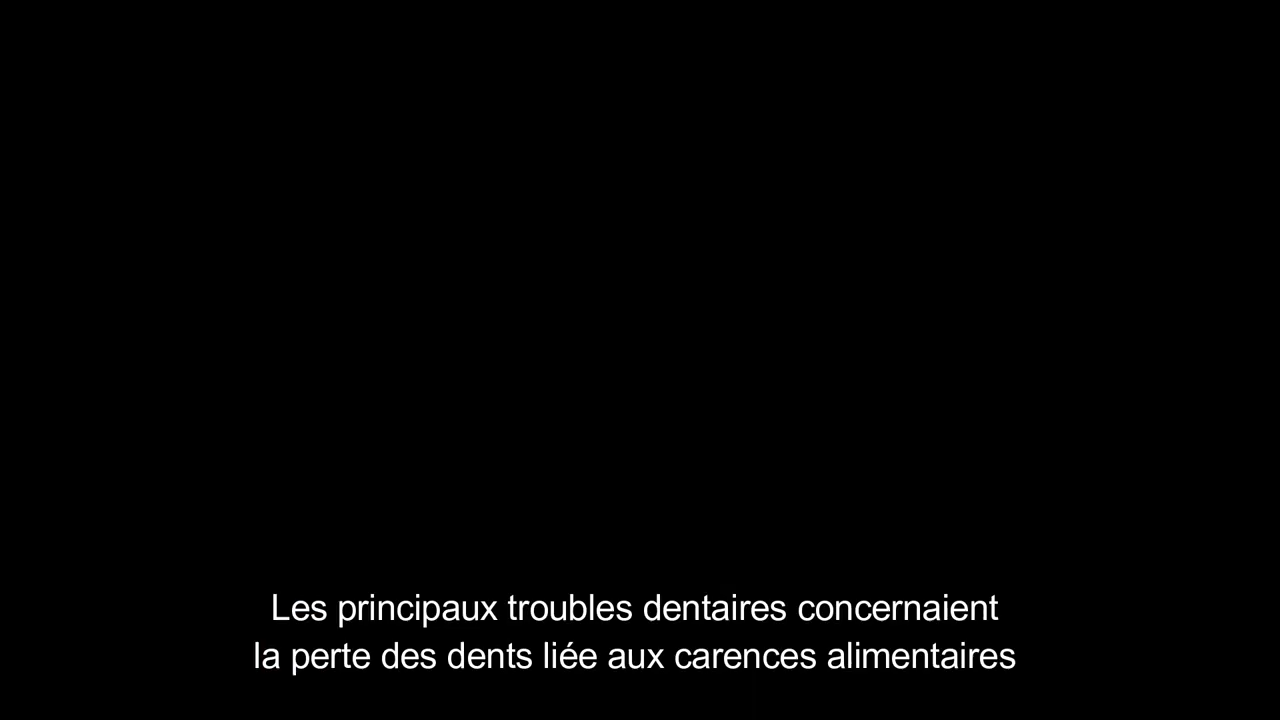 Les principaux troubles dentaires concernaient
la perte des dents liée aux carences alimentaires